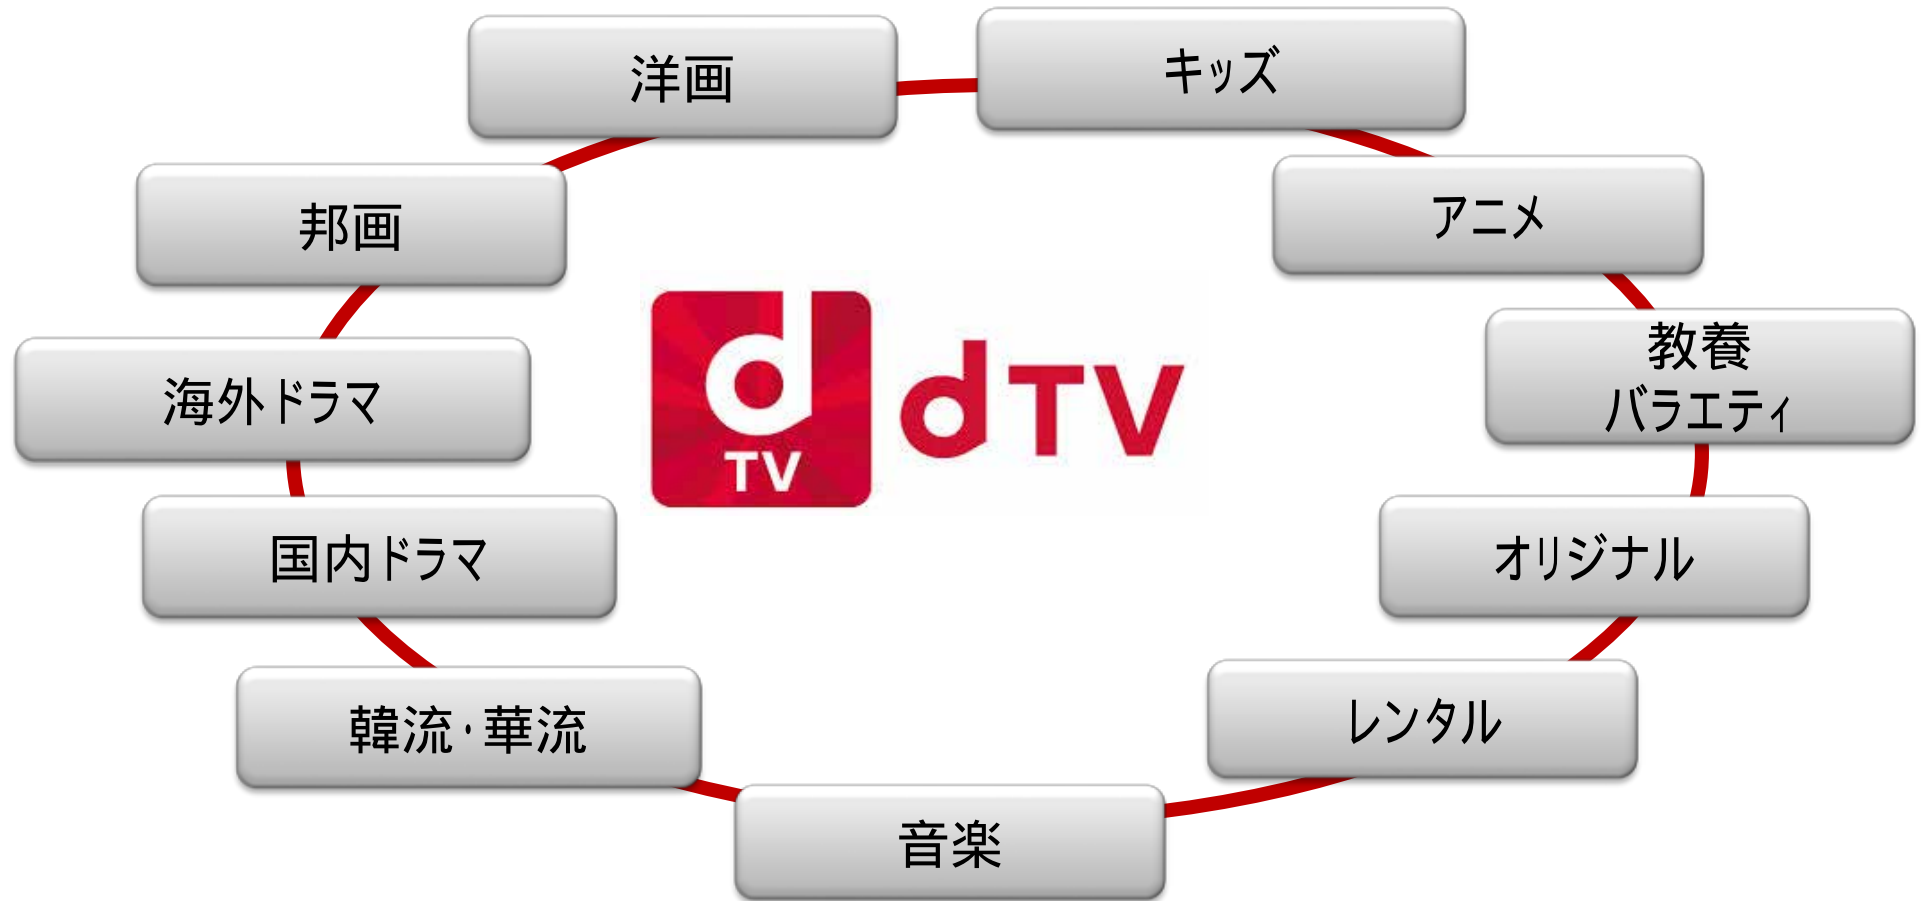 洋画
キッズ
邦画
アニメ
教養
バラエティ
海外ドラマ
d
TV
dTV
国内ドラマ
オリジナル
韓流・華流
レンタル
音楽